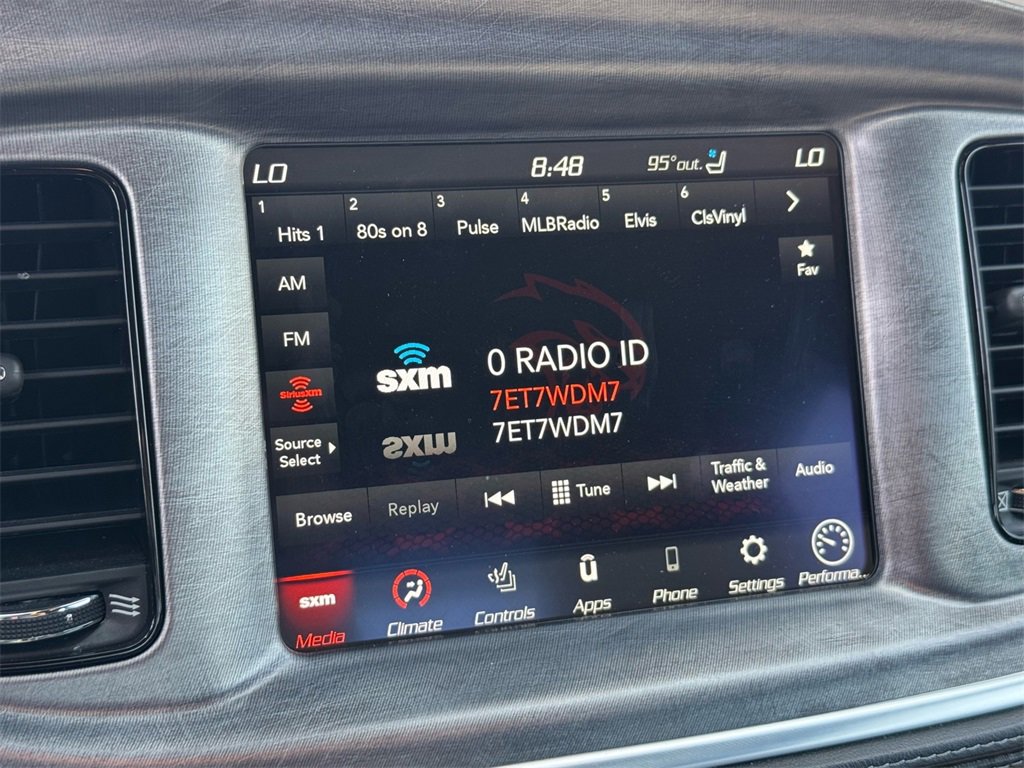 LO 8:48 95°out. LO
1 2 3 4 5 6
Hits 1 80s on 8 Pulse MLBRadio Elvis ClsVinyl
AM
Fav
FM
sxm
0 RADIO ID
SiriusXM
7ET7WDM7
7ET7WDM7
Source
Select
sxm
Browse Replay Tune Traffic &
Weather
Audio
sxm
Media Climate Controls Apps Phone Settings Performa...